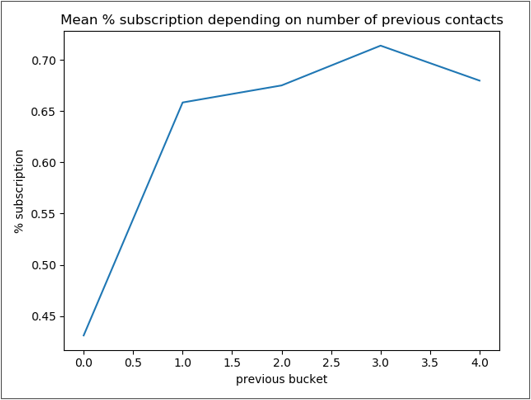 Mean % subscription depending on number of previous contacts
0.70
0.65
0.60
0.55
0.50
0.45
% subscription
0.0 0.5 1.0 1.5 2.0 2.5 3.0 3.5 4.0
previous bucket